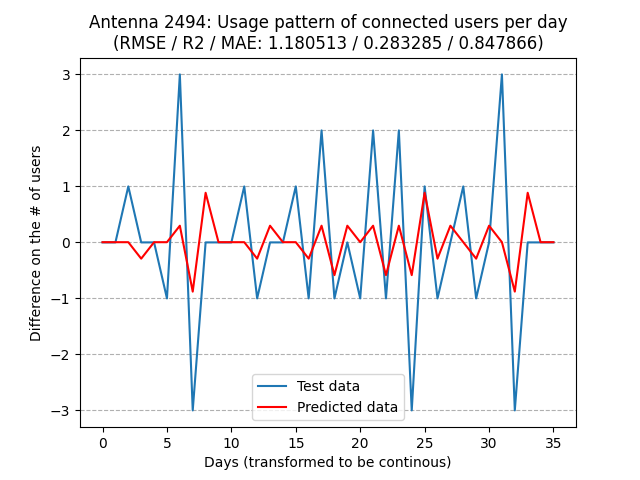 Antenna 2494: Usage pattern of connected users per day
(RMSE / R2 / MAE: 1.180513 / 0.283285 / 0.847866)
Difference on the # of users
3
2
1
0
−1
−2
−3
Test data
Predicted data
0 5 10 15 20 25 30 35
Days (transformed to be continous)